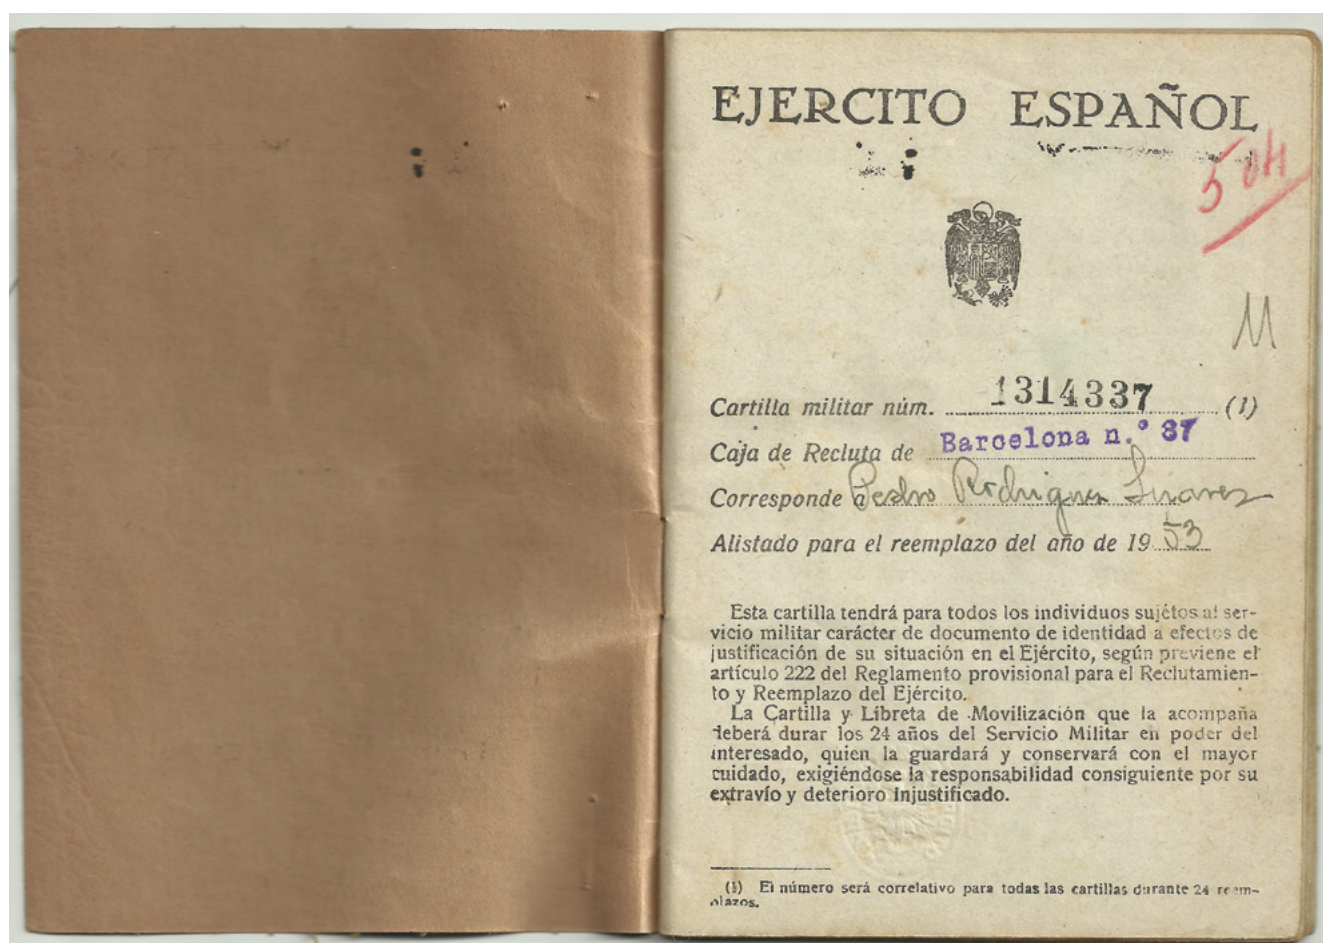 EJERCITO ESPAÑOL
504
M
Cartilla militar núm. 1314337 (1)
Caja de Recluta de Barcelona n.º 37
Corresponde a Pedro Rodriguez Suarez
Alistado para el reemplazo del año de 1953
Esta cartilla tendrá para todos los individuos sujétos al ser-
vicio militar carácter de documento de identidad a efectos de
justificación de su situación en el Ejército, según previene el
artículo 222 del Reglamento provisional para el Reclutamien-
to y Reemplazo del Ejército.
La Cartilla y Libreta de Movilización que la acompaña
deberá durar los 24 años del Servicio Militar en poder del
interesado, quien la guardará y conservará con el mayor
cuidado, exigiéndose la responsabilidad consiguiente por su
extravío y deterioro injustificado.
(1) El número será correlativo para todas las cartillas durante 24 reem-
plazos.